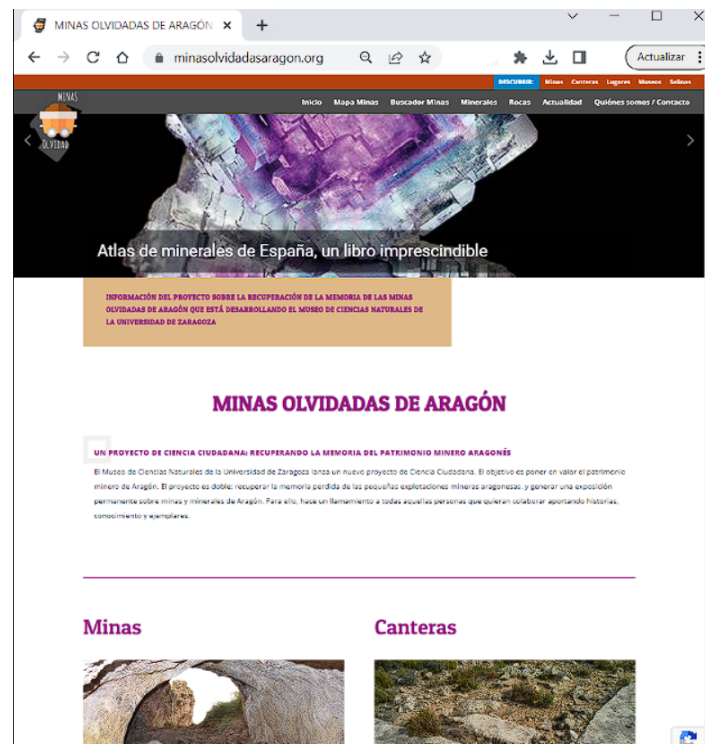 MINAS OLVIDADAS DE ARAGÓN
minasolvidadasaragon.org
Actualizar
DESCUBRIR: Minas Canteras Lugares Museos Salinas
MINAS
OLVIDAD
Inicio Mapa Minas Buscador Minas Minerales Rocas Actualidad Quiénes somos / Contacto
Atlas de minerales de España, un libro imprescindible
INFORMACIÓN DEL PROYECTO SOBRE LA RECUPERACIÓN DE LA MEMORIA DE LAS MINAS
OLVIDADAS DE ARAGÓN QUE ESTÁ DESARROLLANDO EL MUSEO DE CIENCIAS NATURALES DE
LA UNIVERSIDAD DE ZARAGOZA
MINAS OLVIDADAS DE ARAGÓN
UN PROYECTO DE CIENCIA CIUDADANA: RECUPERANDO LA MEMORIA DEL PATRIMONIO MINERO ARAGONÉS
El Museo de Ciencias Naturales de la Universidad de Zaragoza lanza un nuevo proyecto de Ciencia Ciudadana. El objetivo es poner en valor el patrimonio
minero de Aragón. El proyecto es doble: recuperar la memoria perdida de las pequeñas explotaciones mineras aragonesas, y generar una exposición
permanente sobre minas y minerales de Aragón. Para ello, hace un llamamiento a todas aquellas personas que quieran colaborar aportando historias,
conocimiento y ejemplares.
Minas Canteras